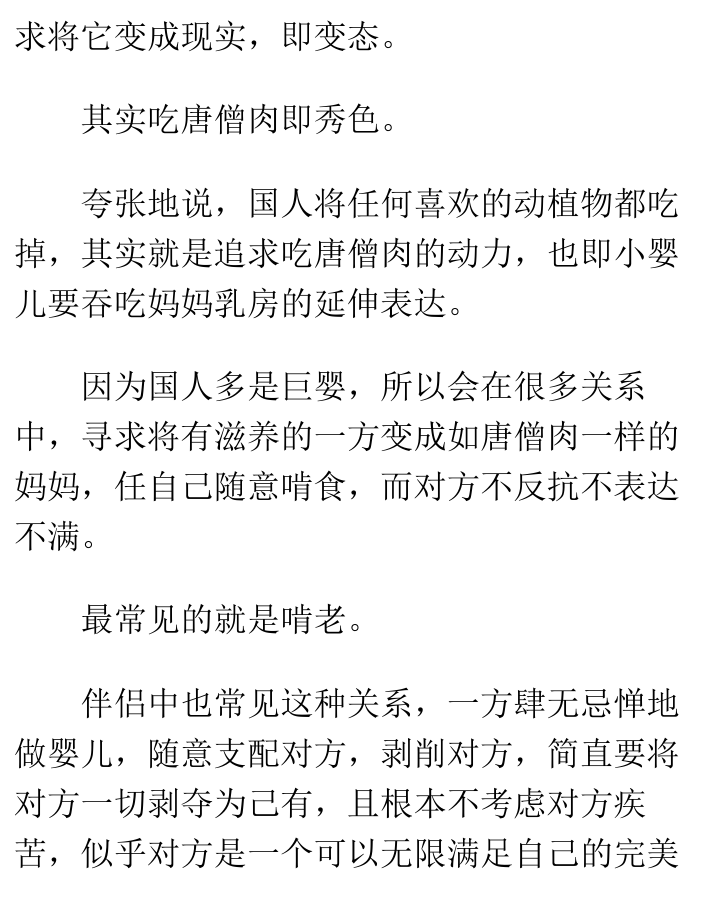 求将它变成现实，即变态。
其实吃唐僧肉即秀色。
夸张地说，国人将任何喜欢的动植物都吃
掉，其实就是追求吃唐僧肉的动力，也即小婴
儿要吞吃妈妈乳房的延伸表达。
因为国人多是巨婴，所以会在很多关系
中，寻求将有滋养的一方变成如唐僧肉一样的
妈妈，任自己随意啃食，而对方不反抗不表达
不满。
最常见的就是啃老。
伴侣中也常见这种关系，一方肆无忌惮地
做婴儿，随意支配对方，剥削对方，简直要将
对方一切剥夺为己有，且根本不考虑对方疾
苦，似乎对方是一个可以无限满足自己的完美